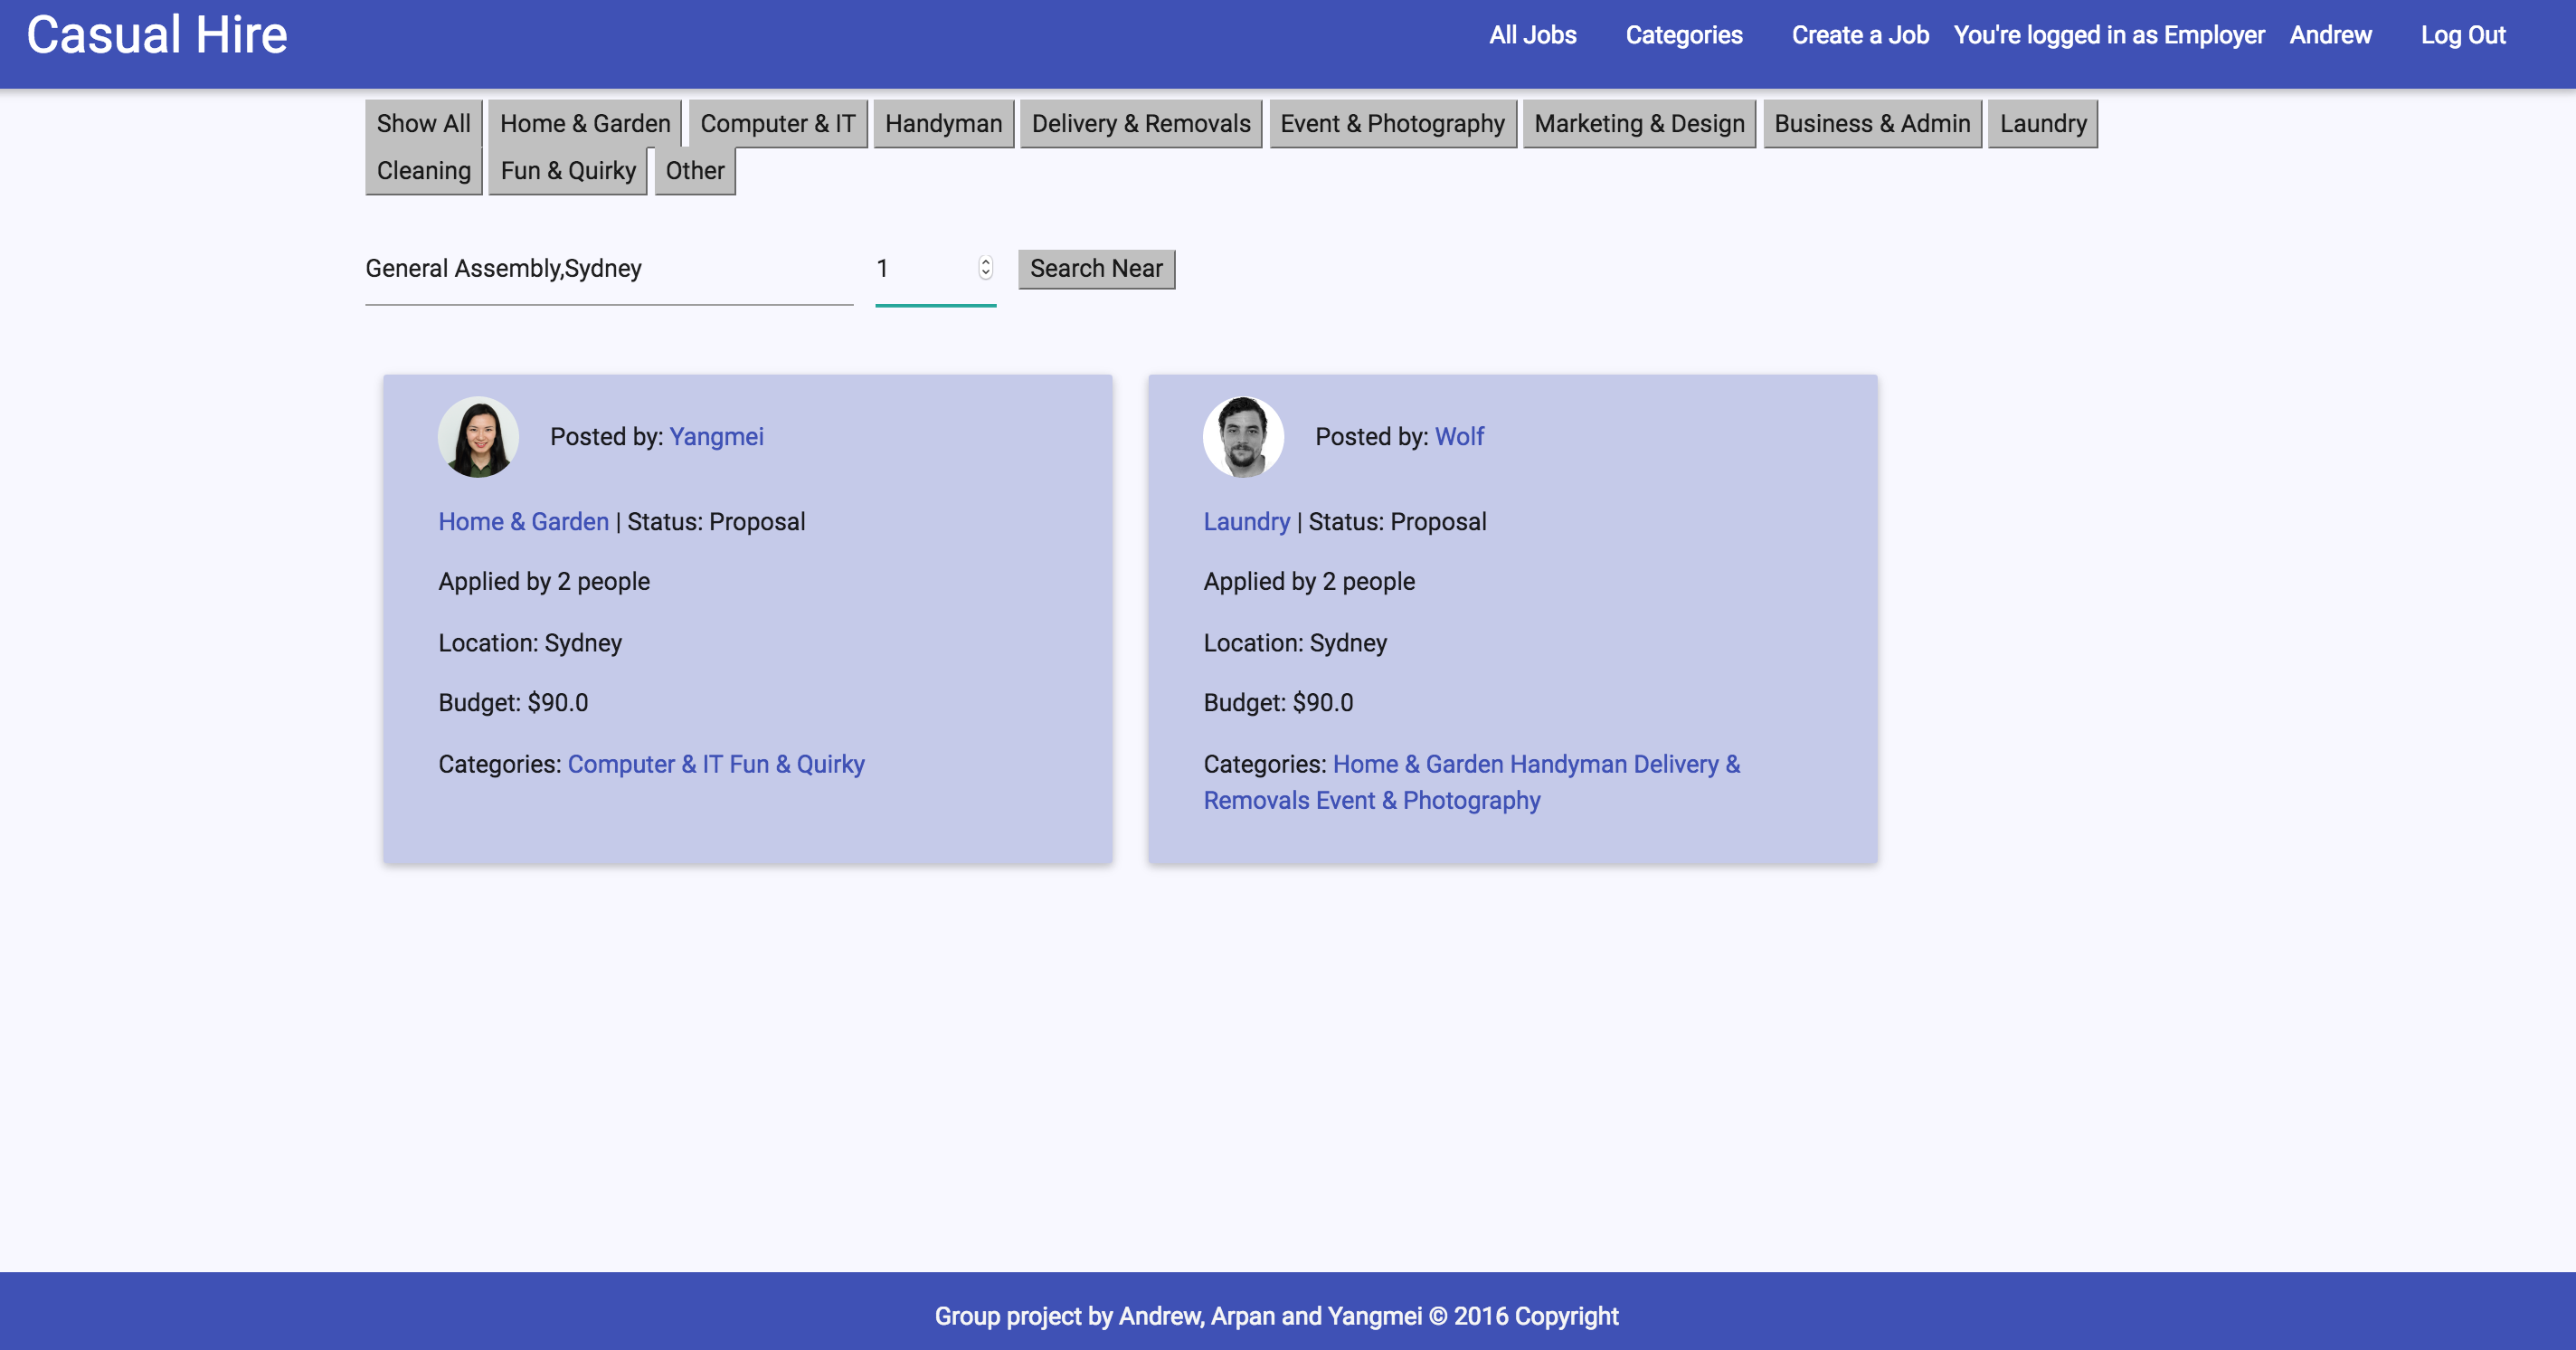 Casual Hire
All Jobs Categories Create a Job You're logged in as Employer Andrew Log Out
Show All Home & Garden Computer & IT Handyman Delivery & Removals Event & Photography Marketing & Design Business & Admin Laundry
Cleaning Fun & Quirky Other
General Assembly,Sydney 1 Search Near
Posted by: Yangmei
Home & Garden | Status: Proposal
Applied by 2 people
Location: Sydney
Budget: $90.0
Categories: Computer & IT Fun & Quirky
Posted by: Wolf
Laundry | Status: Proposal
Applied by 2 people
Location: Sydney
Budget: $90.0
Categories: Home & Garden Handyman Delivery &
Removals Event & Photography
Group project by Andrew, Arpan and Yangmei © 2016 Copyright